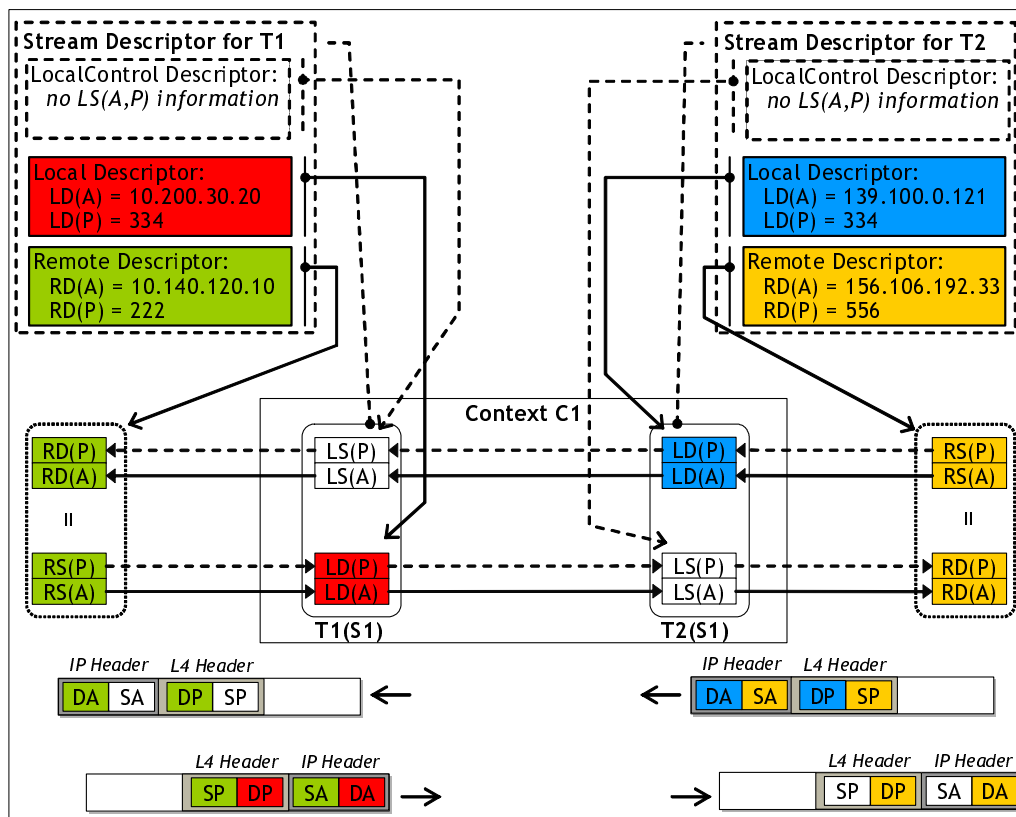 Stream Descriptor for T1
LocalControl Descriptor:
no LS(A,P) information
Local Descriptor:
LD(A) = 10.200.30.20
LD(P) = 334
Remote Descriptor:
RD(A) = 10.140.120.10
RD(P) = 222
Stream Descriptor for T2
LocalControl Descriptor:
no LS(A,P) information
Local Descriptor:
LD(A) = 139.100.0.121
LD(P) = 334
Remote Descriptor:
RD(A) = 156.106.192.33
RD(P) = 556
Context C1
RD(P)
RD(A)
=
RS(P)
RS(A)
LS(P)
LS(A)
LD(P)
LD(A)
T1(S1)
LD(P)
LD(A)
LS(P)
LS(A)
T2(S1)
RS(P)
RS(A)
=
RD(P)
RD(A)
IP Header L4 Header
DA SA DP SP
IP Header L4 Header
DA SA DP SP
L4 Header IP Header
SP DP SA DA
L4 Header IP Header
SP DP SA DA